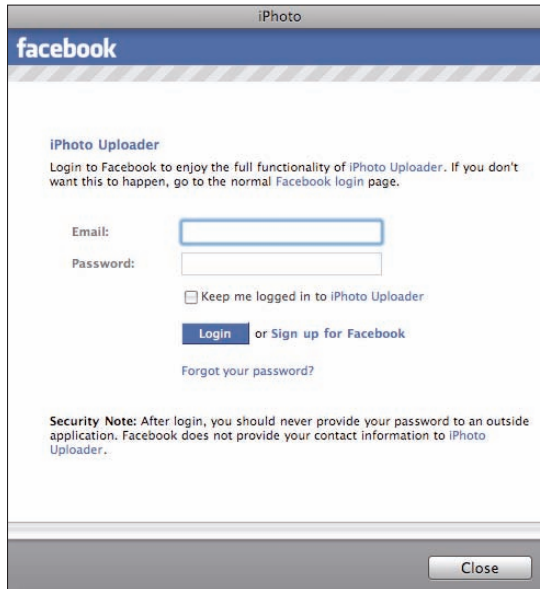 iPhoto
facebook
iPhoto Uploader
Login to Facebook to enjoy the full functionality of iPhoto Uploader. If you don't
want this to happen, go to the normal Facebook login page.
Email:
Password:
Keep me logged in to iPhoto Uploader
Login or Sign up for Facebook
Forgot your password?
Security Note: After login, you should never provide your password to an outside
application. Facebook does not provide your contact information to iPhoto
Uploader.
Close